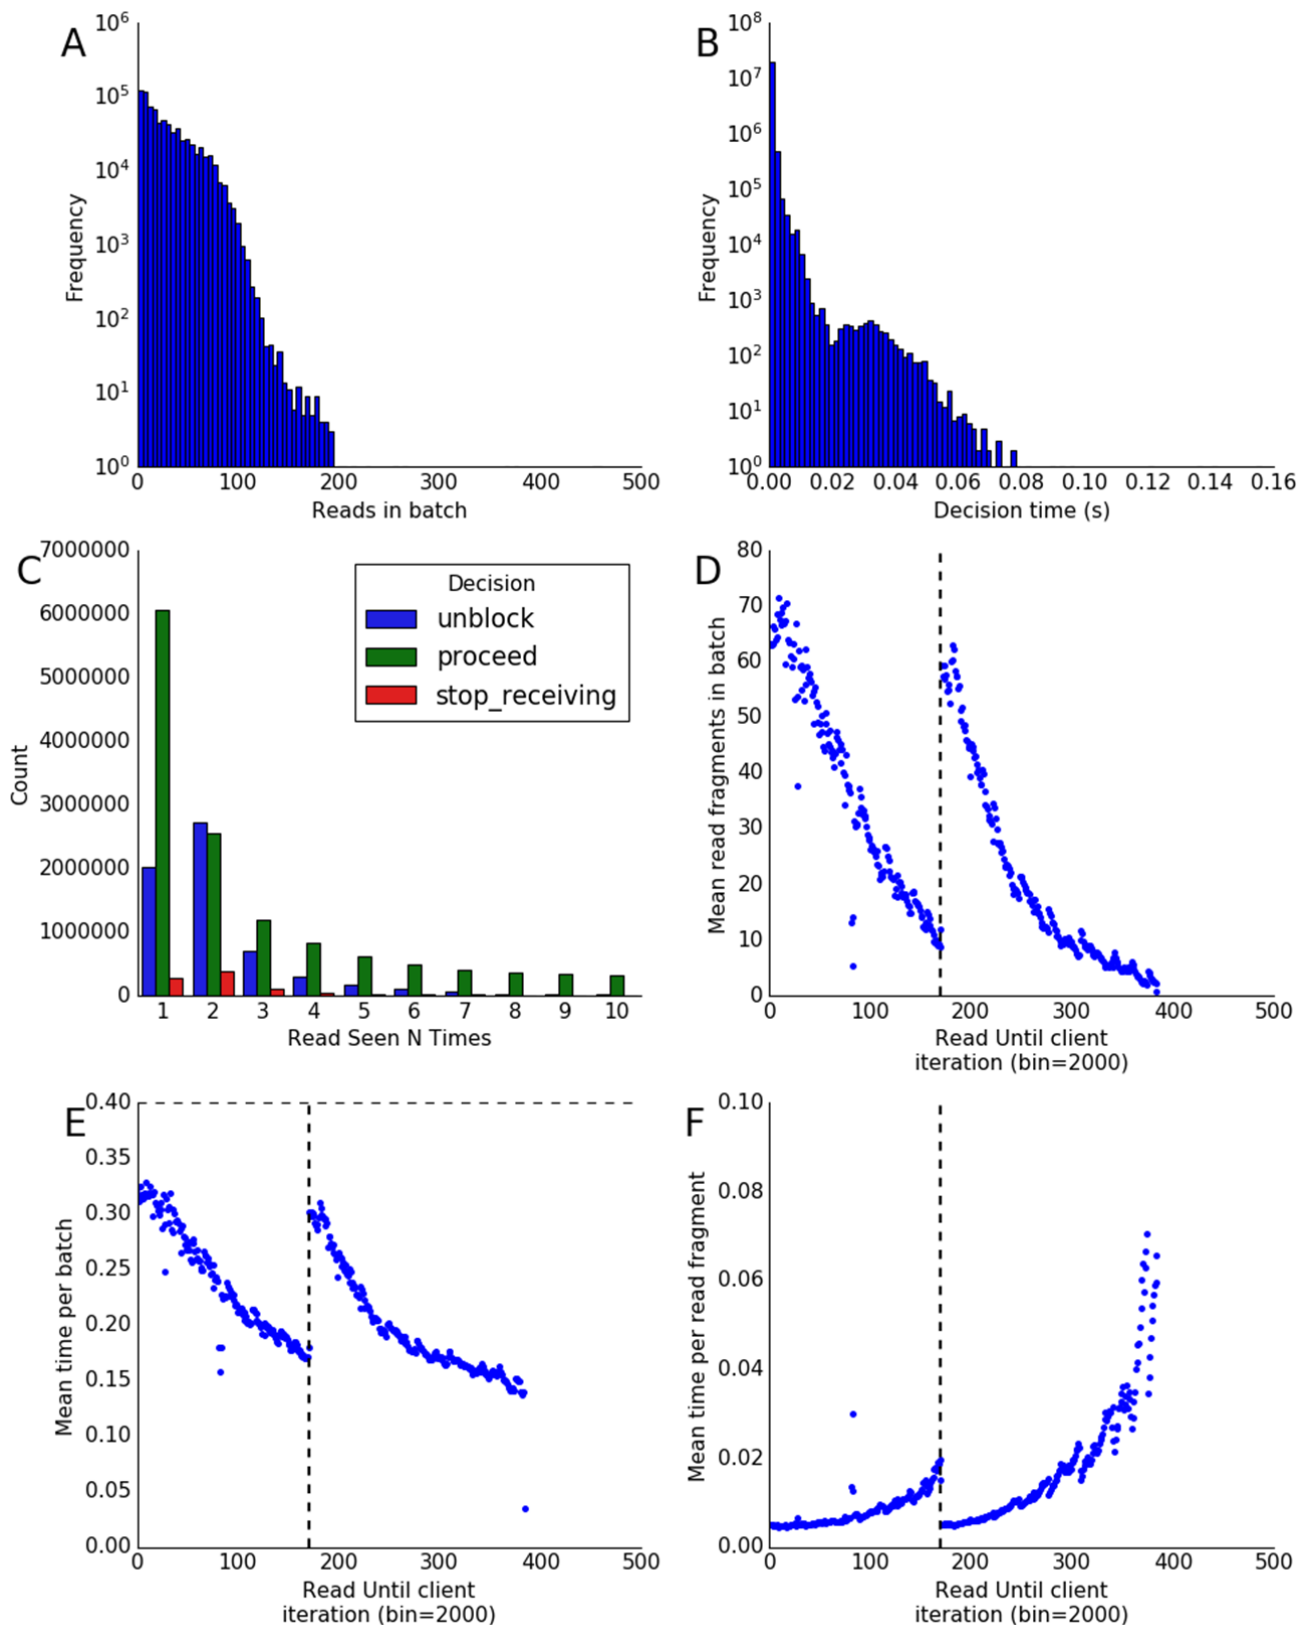 A
10^6
10^5
10^4
10^3
10^2
10^1
10^0
Frequency
0 100 200 300 400 500
Reads in batch
B
10^8
10^7
10^6
10^5
10^4
10^3
10^2
10^1
10^0
Frequency
0.00 0.02 0.04 0.06 0.08 0.10 0.12 0.14 0.16
Decision time (s)
C
7000000
6000000
5000000
4000000
3000000
2000000
1000000
0
Count
Decision
unblock
proceed
stop_receiving
1 2 3 4 5 6 7 8 9 10
Read Seen N Times
D
80
70
60
50
40
30
20
10
0
Mean read fragments in batch
0 100 200 300 400 500
Read Until client
iteration (bin=2000)
E
0.40
0.35
0.30
0.25
0.20
0.15
0.10
0.05
0.00
Mean time per batch
0 100 200 300 400 500
Read Until client
iteration (bin=2000)
F
0.10
0.08
0.06
0.04
0.02
0.00
Mean time per read fragment
0 100 200 300 400 500
Read Until client
iteration (bin=2000)